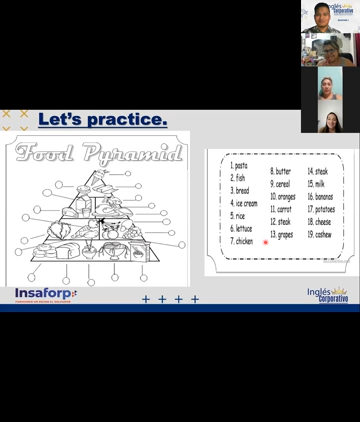 Inglés
Corporativo
Let's practice.
Food Pyramid
1. pasta
2. fish
3. bread
4. ice cream
5. rice
6. lettuce
7. chicken
8. butter
9. cereal
10. oranges
11. carrot
12. steak
13. grapes
14. steak
15. milk
16. bananas
17. potatoes
18. cheese
19. cashew
Insaforp
Inglés
Corporativo